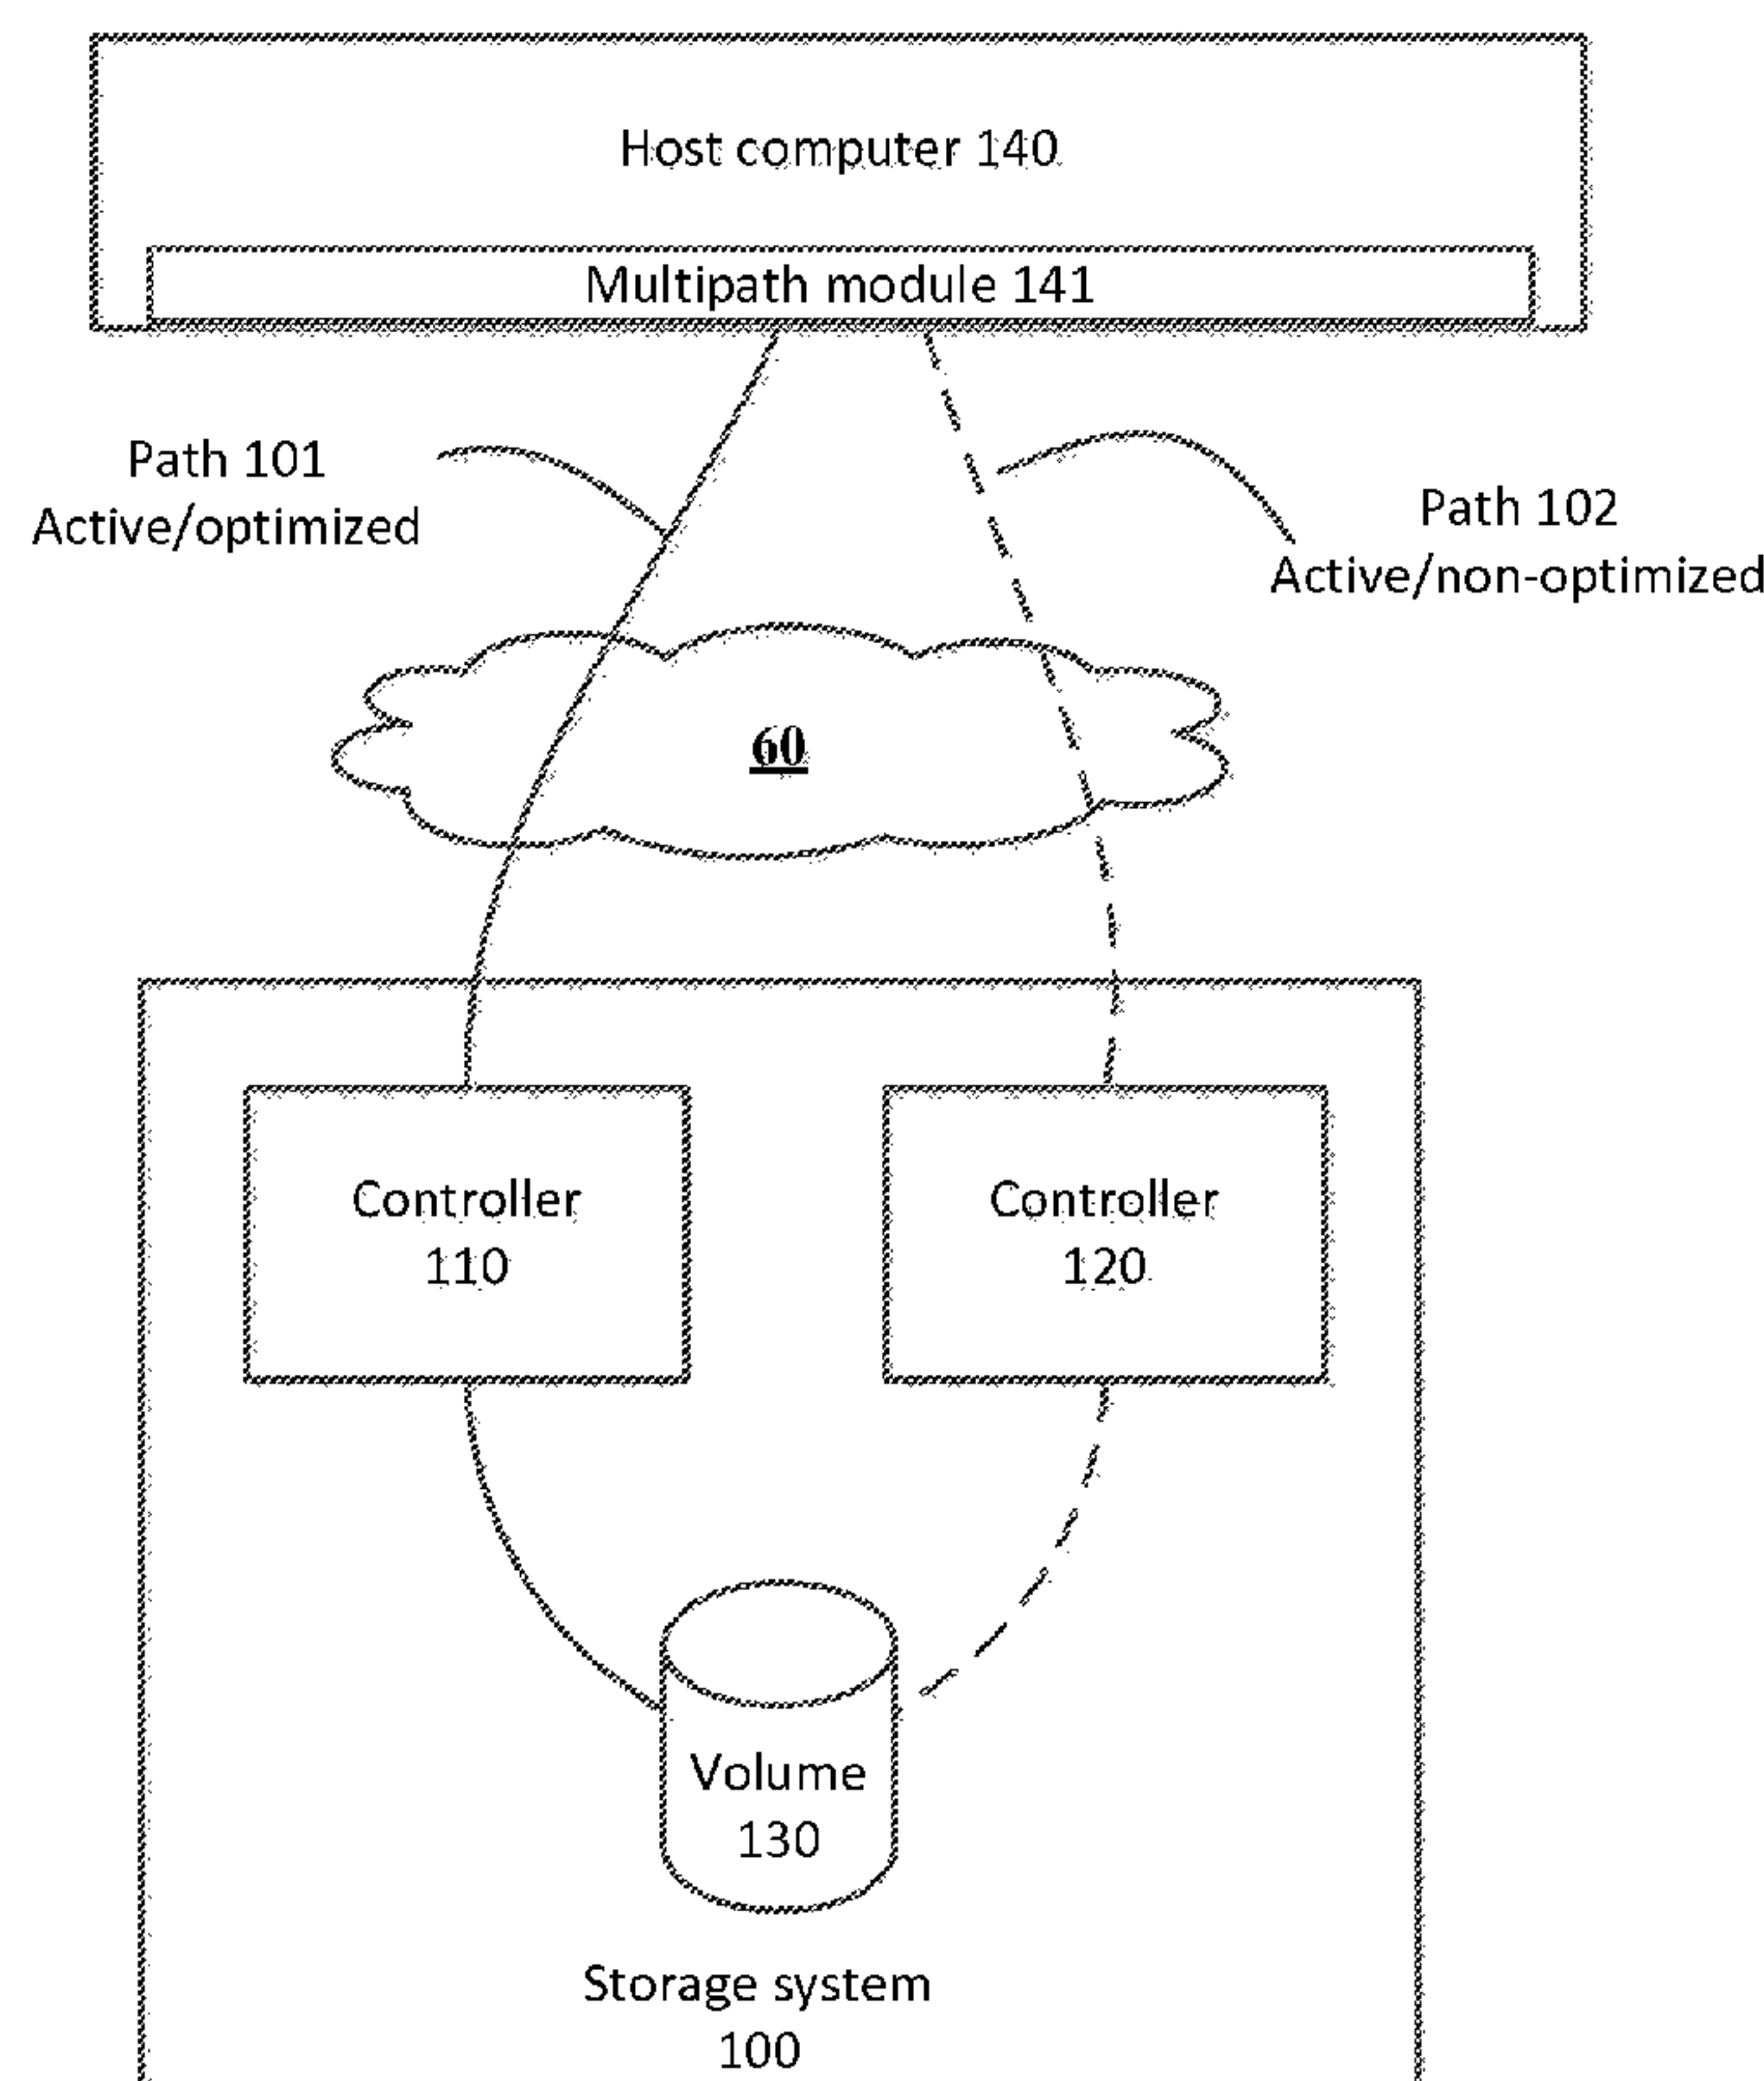 Host computer 140
Multipath module 141
Path 101
Active/optimized
Path 102
Active/non-optimized
60
Controller
110
Controller
120
Volume
130
Storage system
100